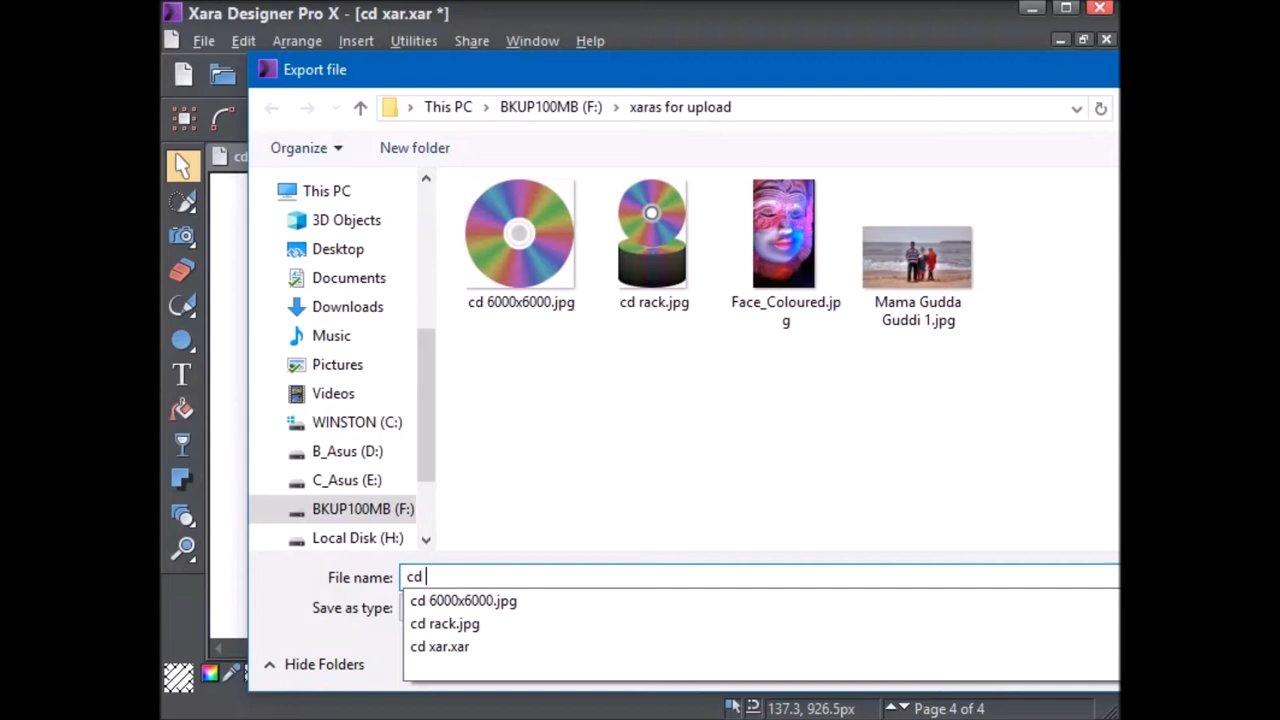 Xara Designer Pro X - [cd xar.xar *]
File Edit Arrange Insert Utilities Share Window Help
Export file
This PC > BKUP100MB (F:) > xaras for upload
Organize New folder
cd
This PC
3D Objects
Desktop
Documents
Downloads
Music
Pictures
Videos
WINSTON (C:)
B_Asus (D:)
C_Asus (E:)
BKUP100MB (F:)
Local Disk (H:)
cd 6000x6000.jpg
cd rack.jpg
Face_Coloured.jp
g
Mama Gudda
Guddi 1.jpg
File name: cd
Save as type:
cd 6000x6000.jpg
cd rack.jpg
cd xar.xar
Hide Folders
137.3, 926.5px Page 4 of 4